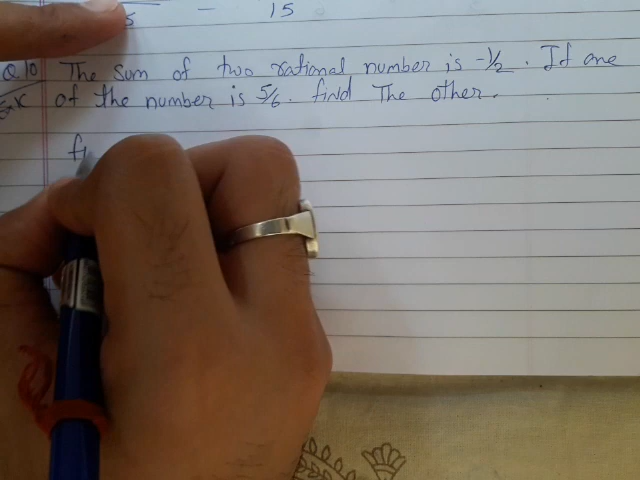 5 - 15
Q.10 The sum of two rational number is -1/2. If one
of the number is 5/6. find The other.
f